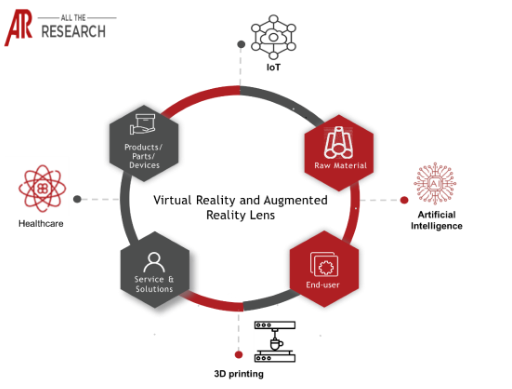 AR
ALL THE
RESEARCH
IoT
Products/
Parts/
Devices
Raw Material
Healthcare
Virtual Reality and Augmented
Reality Lens
Artificial
Intelligence
AI
Service &
Solutions
End-user
3D printing